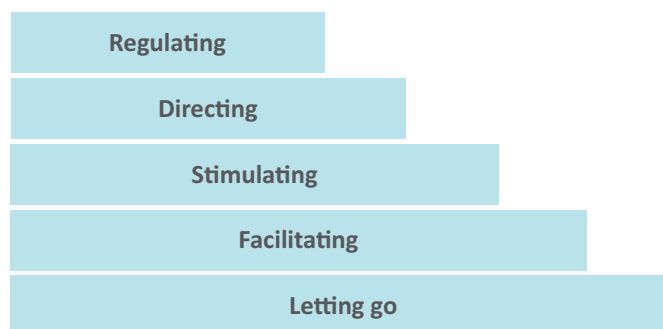 Regulating
Directing
Stimulating
Facilitating
Letting go